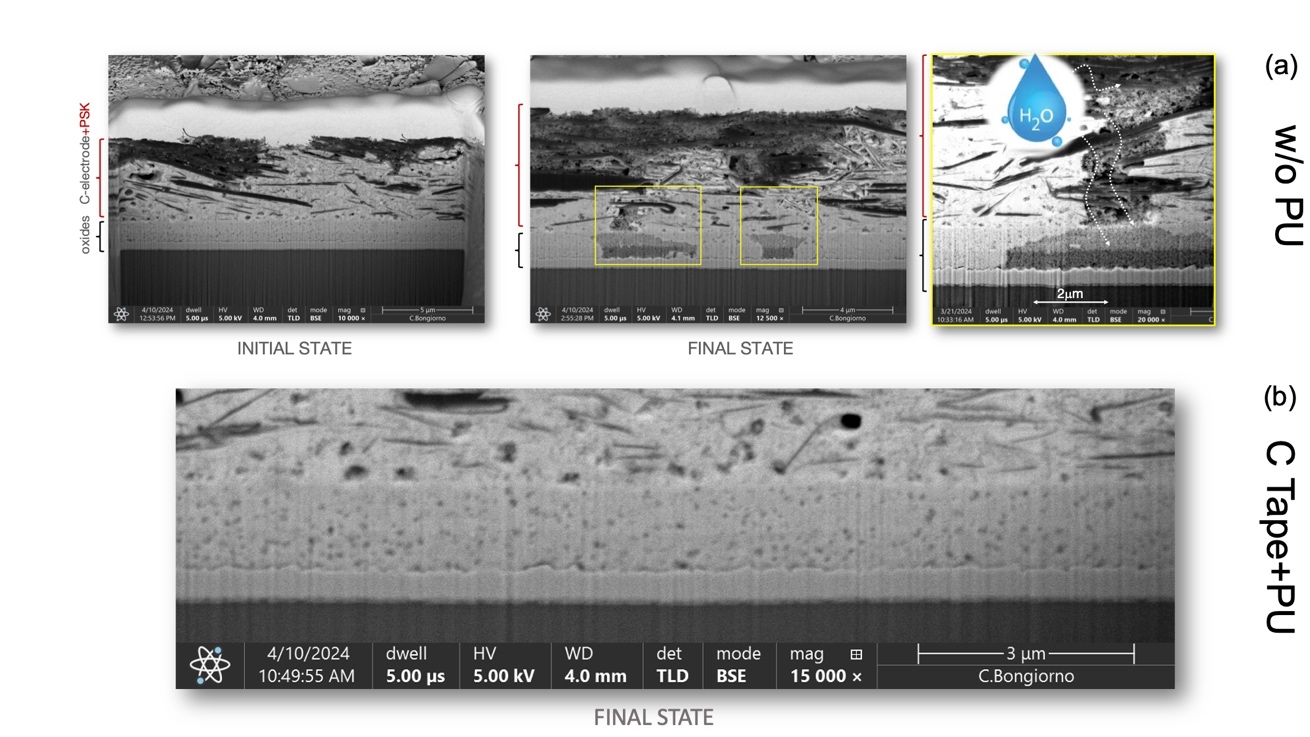 (a)
w/o PU
C-electrode+PSK
oxides
H2O
2µm
4/10/2024 dwell HV WD det mode mag ⊞ 5 µm
12:53:56 PM 5.00 µs 5.00 kV 4.0 mm TLD BSE 10 000 × C.Bongiorno
4/10/2024 dwell HV WD det mode mag ⊞ 4 µm
2:55:28 PM 5.00 µs 5.00 kV 4.1 mm TLD BSE 12 500 × C.Bongiorno
3/21/2024 dwell HV WD det mode mag ⊞
10:33:16 AM 5.00 µs 5.00 kV 4.0 mm TLD BSE 20 000 ×
INITIAL STATE
FINAL STATE
(b)
C Tape+PU
4/10/2024 dwell HV WD det mode mag ⊞ 3 µm
10:49:55 AM 5.00 µs 5.00 kV 4.0 mm TLD BSE 15 000 × C.Bongiorno
FINAL STATE